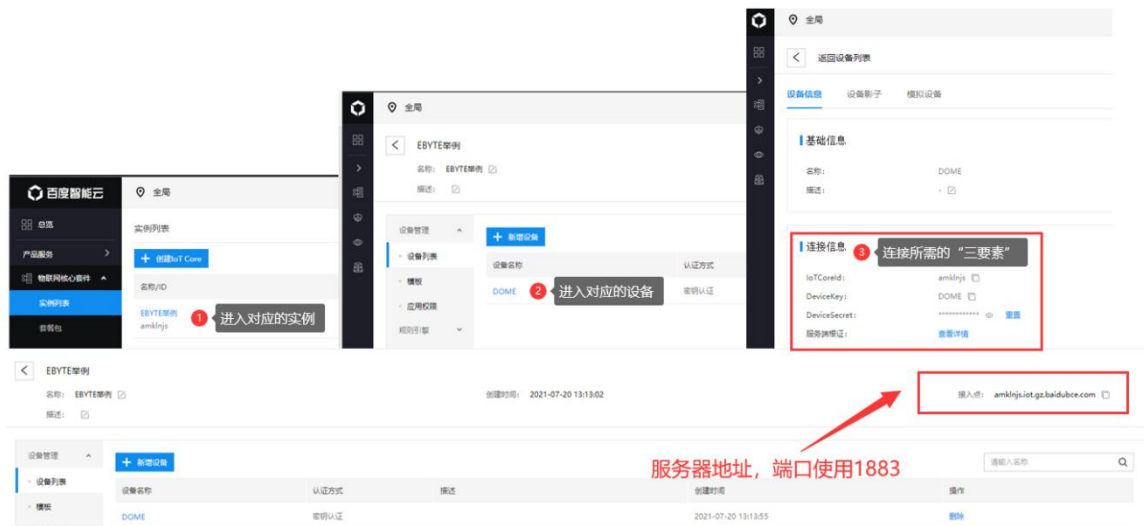 百度智能云
总览
产品服务
物联网核心套件
实例列表
套餐包
全局
实例列表
创建IoT Core
名称/ID
EBYTE举例
amklnjs
1 进入对应的实例
全局
EBYTE举例
名称: EBYTE举例
描述:
设备管理
设备列表
模板
应用权限
规则引擎
新增设备
设备名称 认证方式
DOME 密钥认证
2 进入对应的设备
全局
返回设备列表
设备信息 设备影子 模拟设备
基础信息
名称: DOME
描述: -
连接信息
3 连接所需的“三要素”
IoTCoreId: amklnjs
DeviceKey: DOME
DeviceSecret: ************ 重置
服务端根证: 查看详情
EBYTE举例
名称: EBYTE举例 创建时间: 2021-07-20 13:13:02 接入点: amklnjs.iot.gz.baidubce.com
描述:
服务器地址，端口使用1883
设备管理
设备列表
模板
新增设备 请输入名称
设备名称 认证方式 描述 创建时间 操作
DOME 密钥认证 2021-07-20 13:13:55 删除